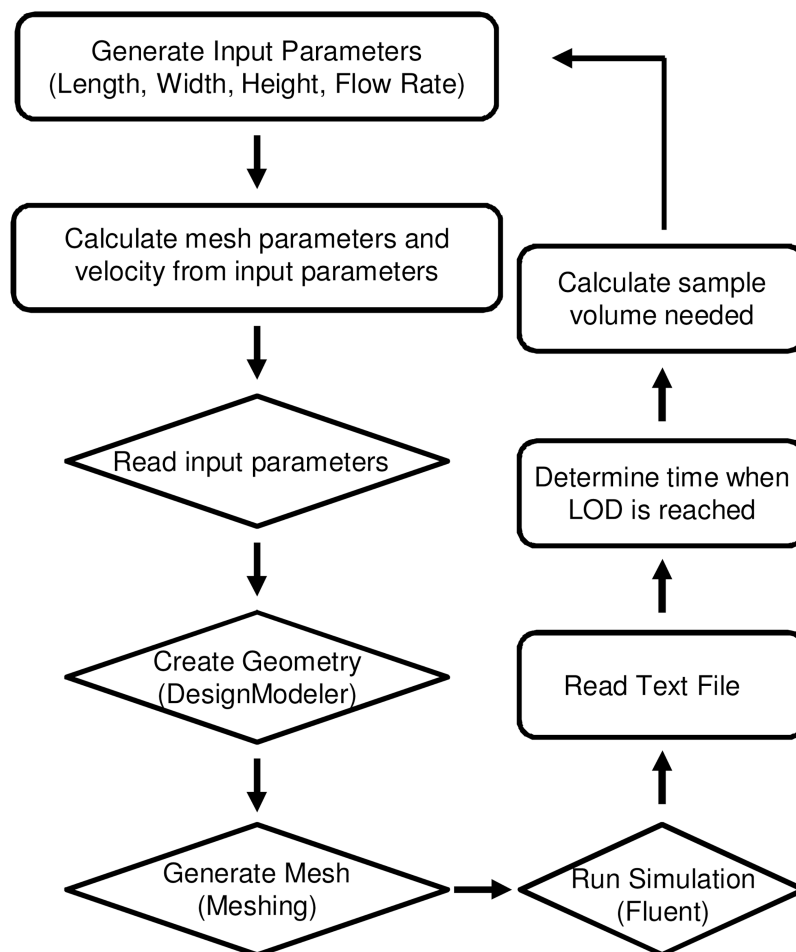 Generate Input Parameters
(Length, Width, Height, Flow Rate)
Calculate mesh parameters and
velocity from input parameters
Read input parameters
Create Geometry
(DesignModeler)
Generate Mesh
(Meshing)
Run Simulation
(Fluent)
Read Text File
Determine time when
LOD is reached
Calculate sample
volume needed